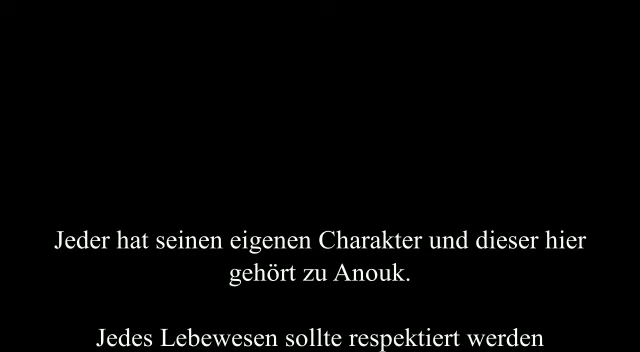 Jeder hat seinen eigenen Charakter und dieser hier
gehört zu Anouk.
Jedes Lebewesen sollte respektiert werden